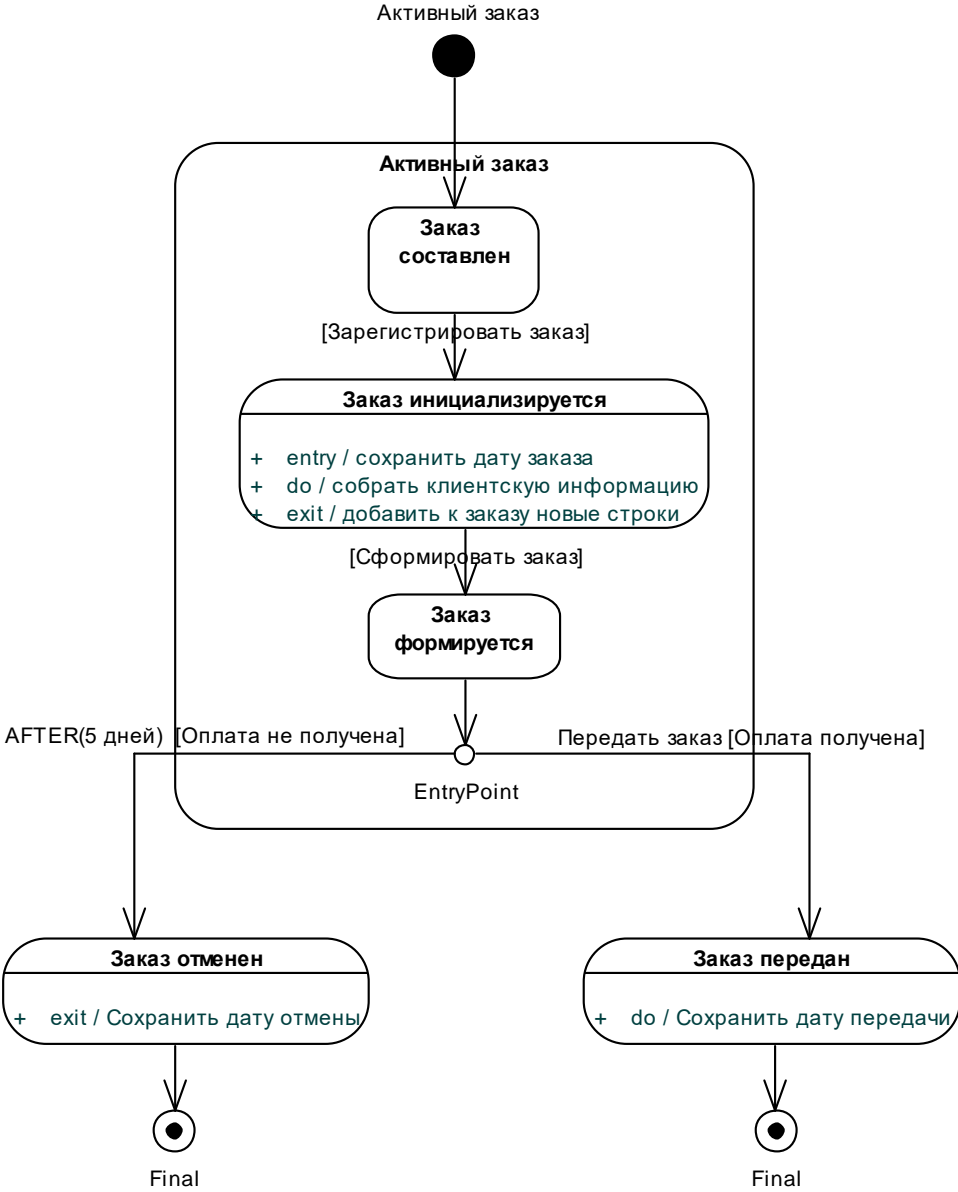 Активный заказ
Активный заказ
Заказ
составлен
[Зарегистрировать заказ]
Заказ инициализируется
+ entry / сохранить дату заказа
+ do / собрать клиентскую информацию
+ exit / добавить к заказу новые строки
[Сформировать заказ]
Заказ
формируется
AFTER(5 дней) [Оплата не получена]
Передать заказ [Оплата получена]
EntryPoint
Заказ отменен
+ exit / Сохранить дату отмены
Заказ передан
+ do / Сохранить дату передачи
Final
Final